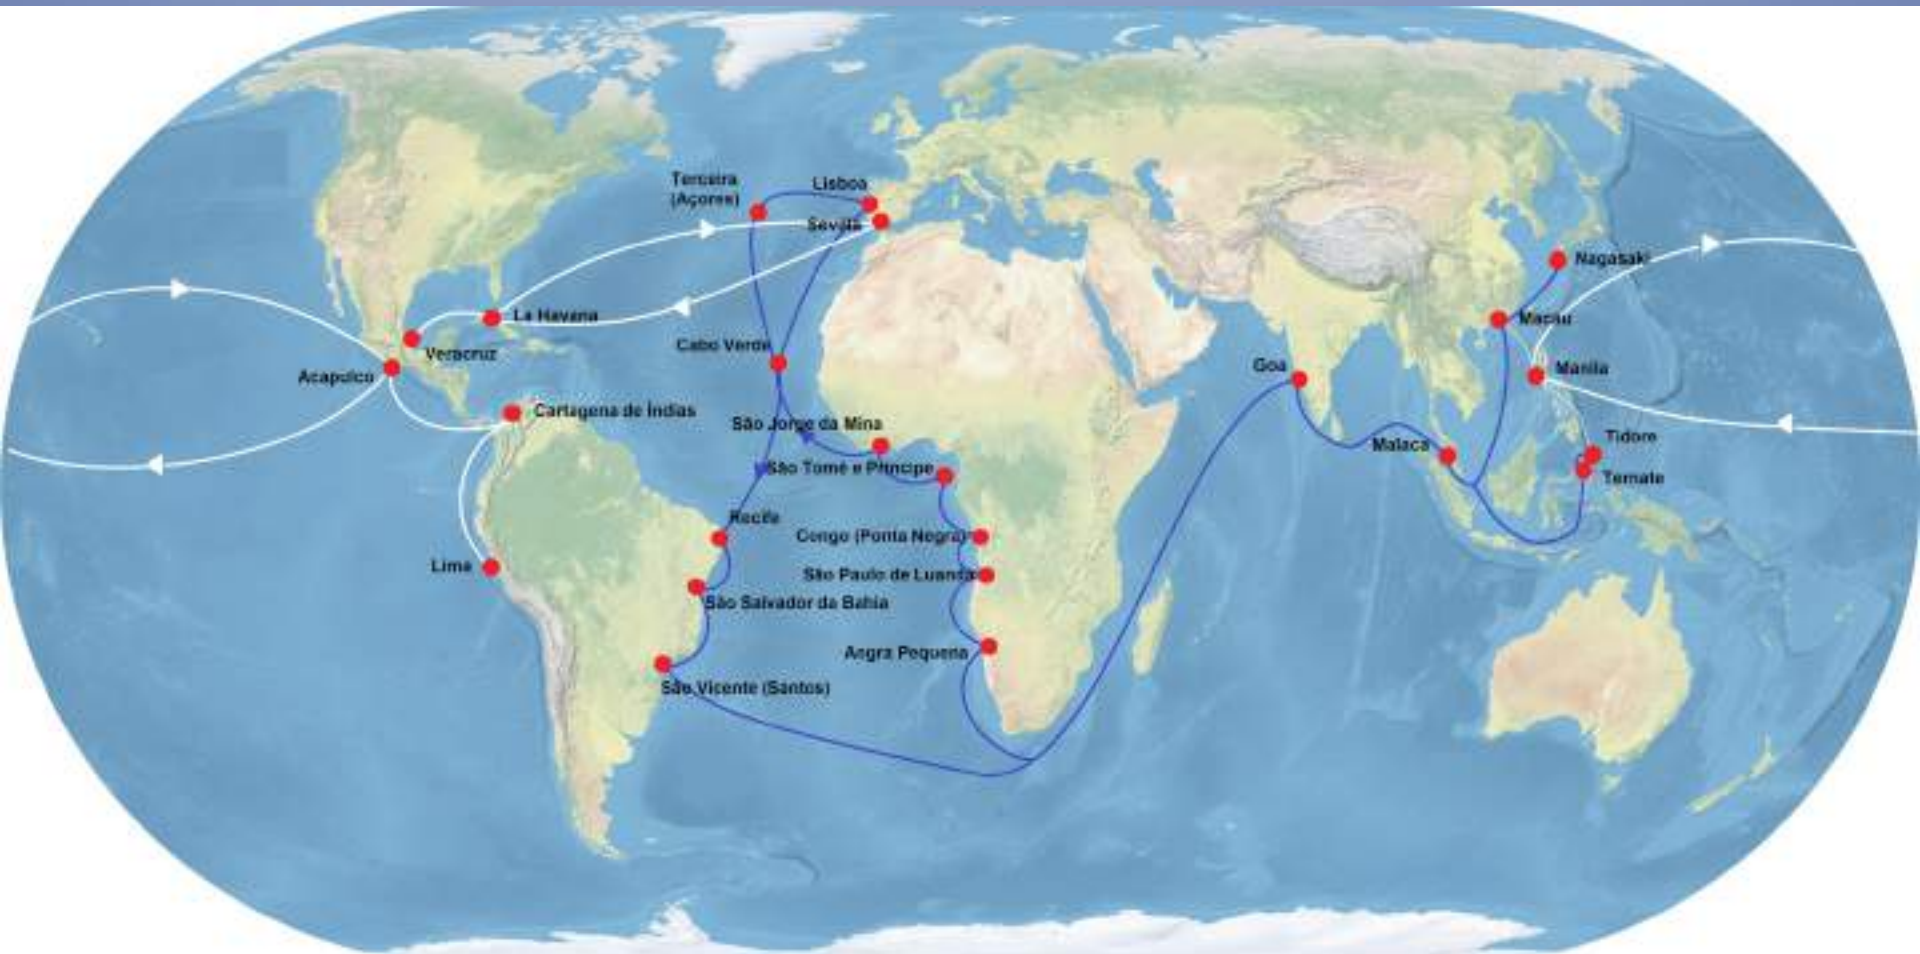 Terceira
(Açores)
Lisboa
Sevilla
Nagasaki
La Havana
Macau
Cabo Verde
Veracruz
Goa
Manila
Acapulco
Cartagena de Índias
São Jorge da Mina
Tidore
Malaca
São Tomé e Príncipe
Ternate
Recife
Congo (Ponta Negra)
Lima
São Paulo de Luanda
São Salvador da Bahia
Angra Pequena
São Vicente (Santos)